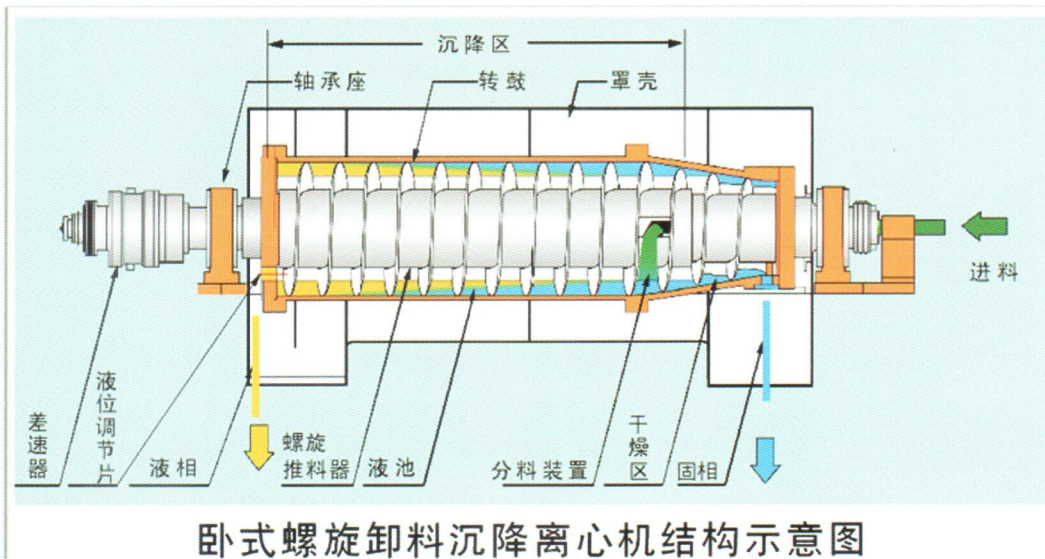 沉降区
轴承座
转鼓
罩壳
进料
差速器
液位调节片
液相
螺旋
推料器
液池
分料装置
干燥区
固相
卧式螺旋卸料沉降离心机结构示意图